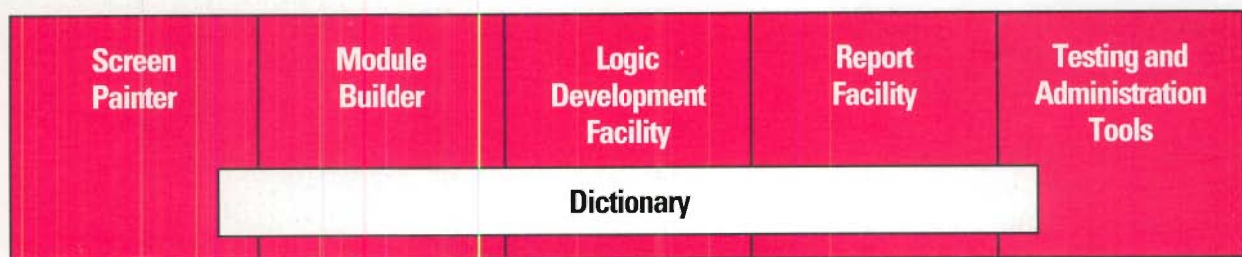 Screen
Painter
Module
Builder
Logic
Development
Facility
Report
Facility
Testing and
Administration
Tools
Dictionary